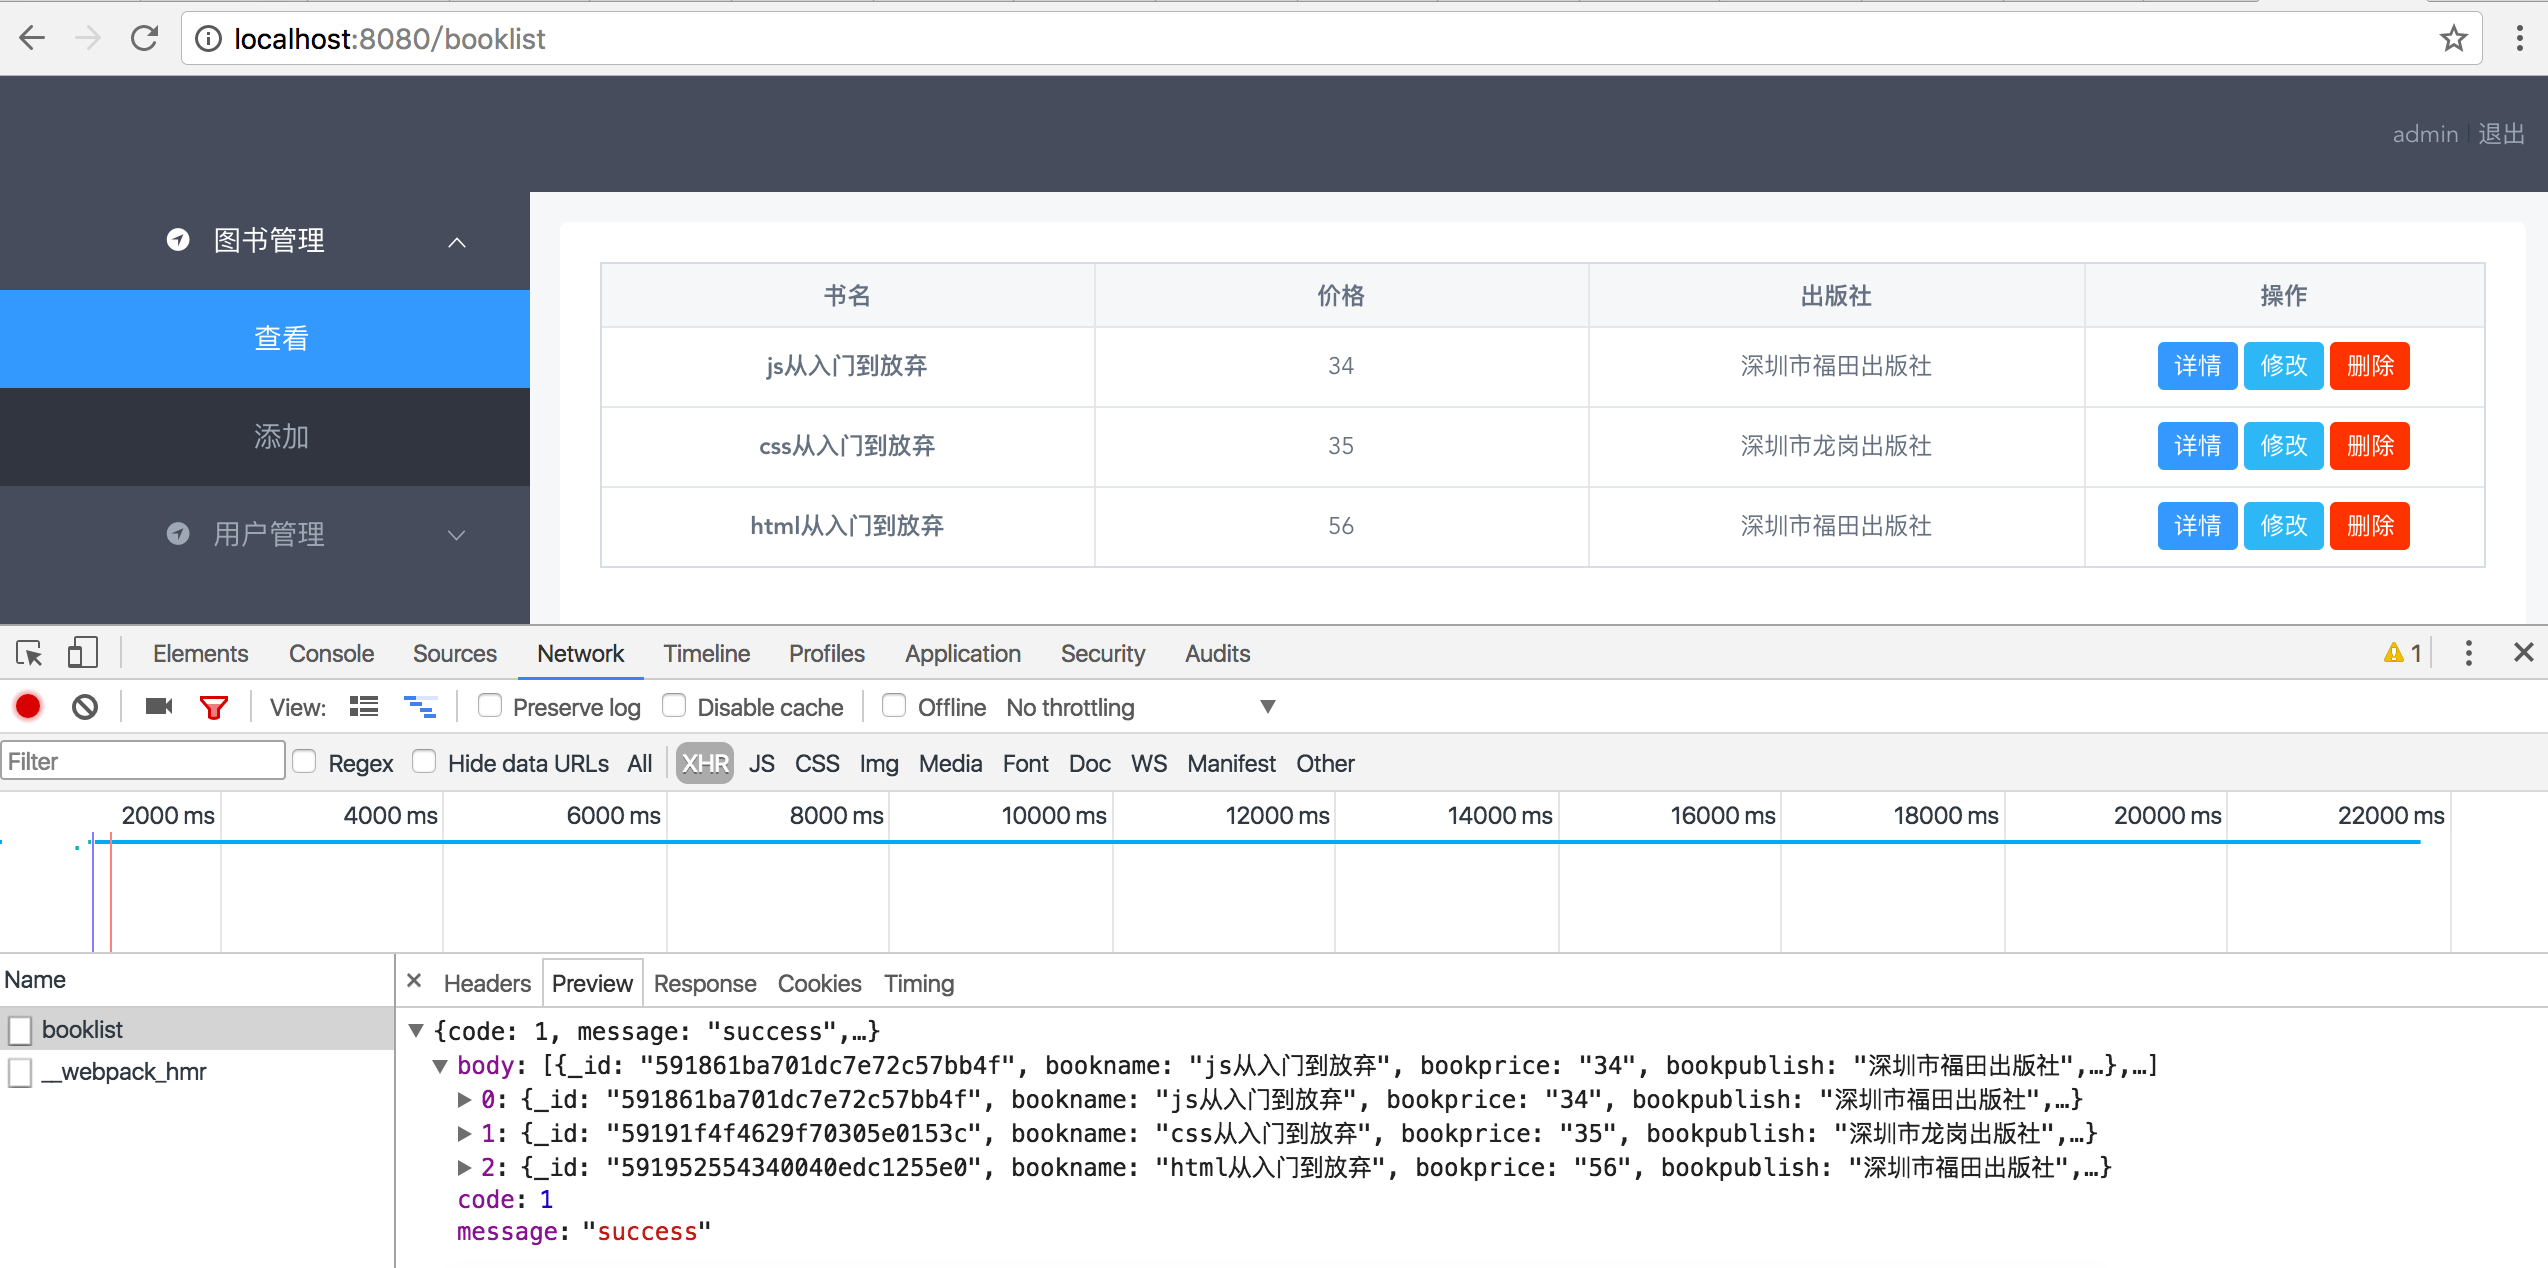 localhost:8080/booklist
admin 退出
图书管理
查看
添加
用户管理
书名 价格 出版社 操作
js从入门到放弃 34 深圳市福田出版社 详情 修改 删除
css从入门到放弃 35 深圳市龙岗出版社 详情 修改 删除
html从入门到放弃 56 深圳市福田出版社 详情 修改 删除
Elements Console Sources Network Timeline Profiles Application Security Audits 1
View: Preserve log Disable cache Offline No throttling
Filter Regex Hide data URLs All XHR JS CSS Img Media Font Doc WS Manifest Other
2000 ms 4000 ms 6000 ms 8000 ms 10000 ms 12000 ms 14000 ms 16000 ms 18000 ms 20000 ms 22000 ms
Name
booklist
__webpack_hmr
Headers Preview Response Cookies Timing
{code: 1, message: "success",…}
body: [{_id: "591861ba701dc7e72c57bb4f", bookname: "js从入门到放弃", bookprice: "34", bookpublish: "深圳市福田出版社",…},…]
0: {_id: "591861ba701dc7e72c57bb4f", bookname: "js从入门到放弃", bookprice: "34", bookpublish: "深圳市福田出版社",…}
1: {_id: "59191f4f4629f70305e0153c", bookname: "css从入门到放弃", bookprice: "35", bookpublish: "深圳市龙岗出版社",…}
2: {_id: "591952554340040edc1255e0", bookname: "html从入门到放弃", bookprice: "56", bookpublish: "深圳市福田出版社",…}
code: 1
message: "success"